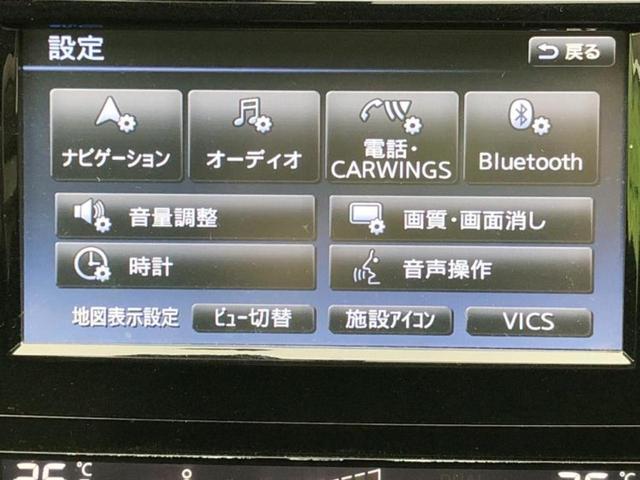 設定
戻る
ナビゲーション
オーディオ
電話・
CARWINGS
Bluetooth
音量調整
画質・画面消し
時計
音声操作
地図表示設定
ビュー切替
施設アイコン
VICS
℃
℃